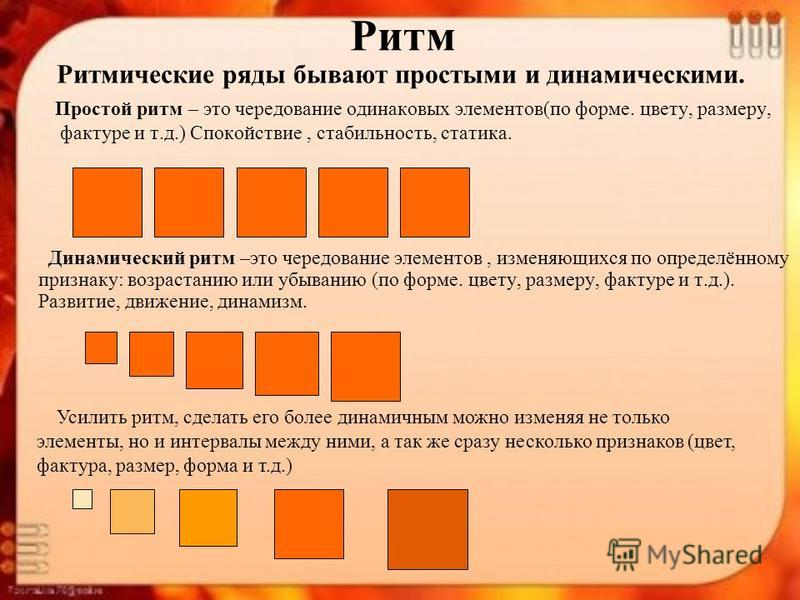 Ритм
Ритмические ряды бывают простыми и динамическими.
Простой ритм – это чередование одинаковых элементов(по форме. цвету, размеру,
фактуре и т.д.) Спокойствие , стабильность, статика.
Динамический ритм –это чередование элементов , изменяющихся по определённому
признаку: возрастанию или убыванию (по форме. цвету, размеру, фактуре и т.д.).
Развитие, движение, динамизм.
Усилить ритм, сделать его более динамичным можно изменяя не только
элементы, но и интервалы между ними, а так же сразу несколько признаков (цвет,
фактура, размер, форма и т.д.)
MyShared